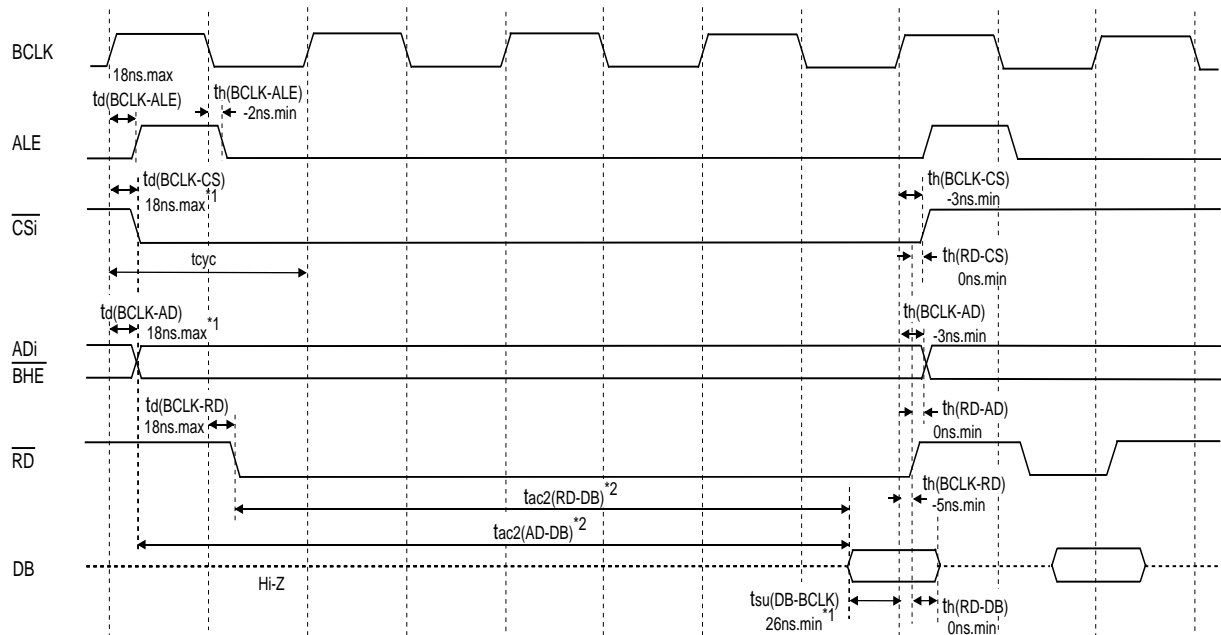 BCLK
18ns.max
td(BCLK-ALE)
th(BCLK-ALE)
-2ns.min
ALE
td(BCLK-CS)
18ns.max*1
th(BCLK-CS)
-3ns.min
CSi
tcyc
th(RD-CS)
0ns.min
td(BCLK-AD)
18ns.max*1
th(BCLK-AD)
-3ns.min
ADi
BHE
td(BCLK-RD)
18ns.max
th(RD-AD)
0ns.min
RD
tac2(RD-DB)*2
th(BCLK-RD)
-5ns.min
tac2(AD-DB)*2
DB
Hi-Z
tsu(DB-BCLK)
26ns.min*1
th(RD-DB)
0ns.min